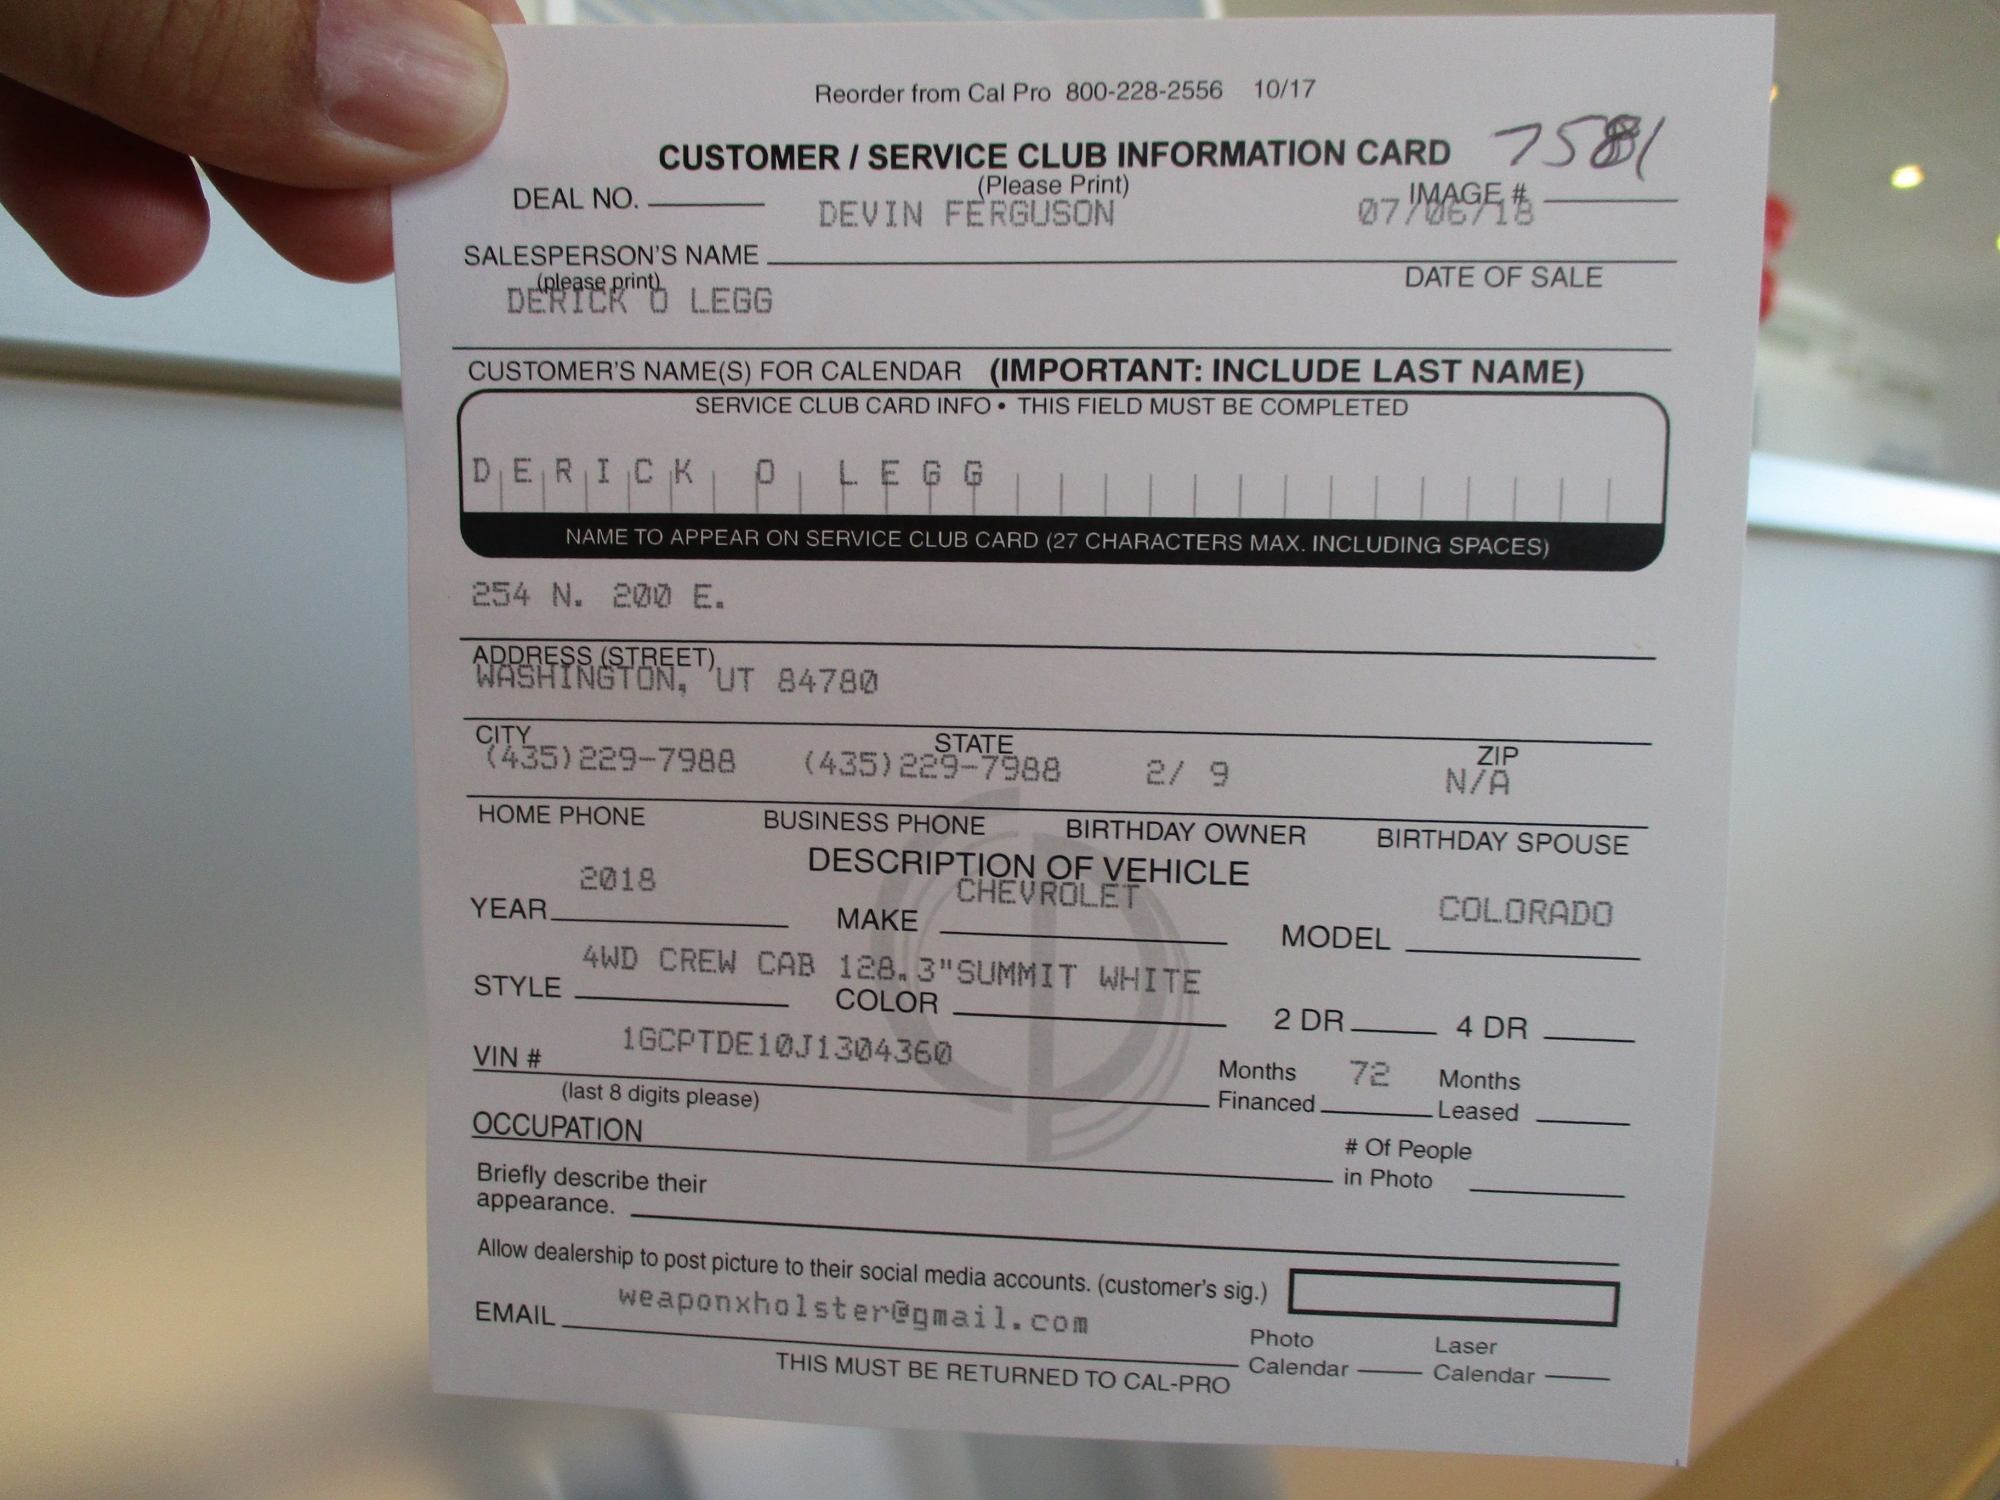 Reorder from Cal Pro 800-228-2556 10/17
CUSTOMER / SERVICE CLUB INFORMATION CARD 7581
(Please Print)
DEAL NO. IMAGE #
DEVIN FERGUSON 07/06/18
SALESPERSON'S NAME
(please print) DATE OF SALE
DERICK O LEGG
CUSTOMER'S NAME(S) FOR CALENDAR (IMPORTANT: INCLUDE LAST NAME)
SERVICE CLUB CARD INFO • THIS FIELD MUST BE COMPLETED
DERICK O LEGG
NAME TO APPEAR ON SERVICE CLUB CARD (27 CHARACTERS MAX. INCLUDING SPACES)
254 N. 200 E.
ADDRESS (STREET)
WASHINGTON, UT 84780
CITY STATE ZIP
(435)229-7988 (435)229-7988 2/ 9 N/A
HOME PHONE BUSINESS PHONE BIRTHDAY OWNER BIRTHDAY SPOUSE
DESCRIPTION OF VEHICLE
YEAR 2018 MAKE CHEVROLET MODEL COLORADO
STYLE 4WD CREW CAB 128.3" COLOR SUMMIT WHITE 2 DR 4 DR
VIN # 1GCPTDE10J1304360 Months Financed 72 Months Leased
(last 8 digits please)
OCCUPATION # Of People in Photo
Briefly describe their
appearance.
Allow dealership to post picture to their social media accounts. (customer's sig.)
EMAIL weaponxholster@gmail.com
Photo Calendar Laser Calendar
THIS MUST BE RETURNED TO CAL-PRO